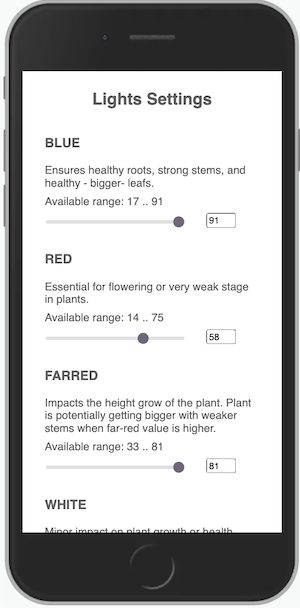 Lights Settings
BLUE
Ensures healthy roots, strong stems, and
healthy - bigger- leafs.
Available range: 17 .. 91
91
RED
Essential for flowering or very weak stage
in plants.
Available range: 14 .. 75
58
FARRED
Impacts the height grow of the plant. Plant
is potentially getting bigger with weaker
stems when far-red value is higher.
Available range: 33 .. 81
81
WHITE
Minor impact on plant growth or health